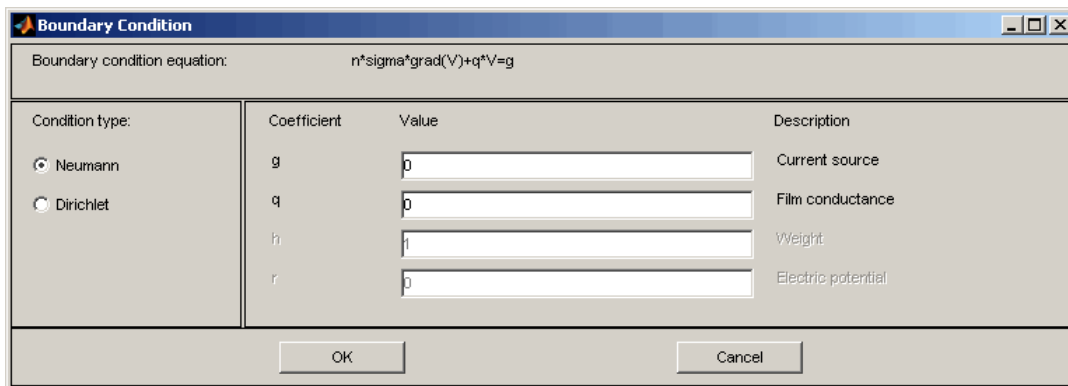 Boundary Condition
Boundary condition equation: n*sigma*grad(V)+q*V=g
Condition type:
Neumann
Dirichlet
Coefficient Value Description
g 0 Current source
q 0 Film conductance
h 1 Weight
r 0 Electric potential
OK Cancel